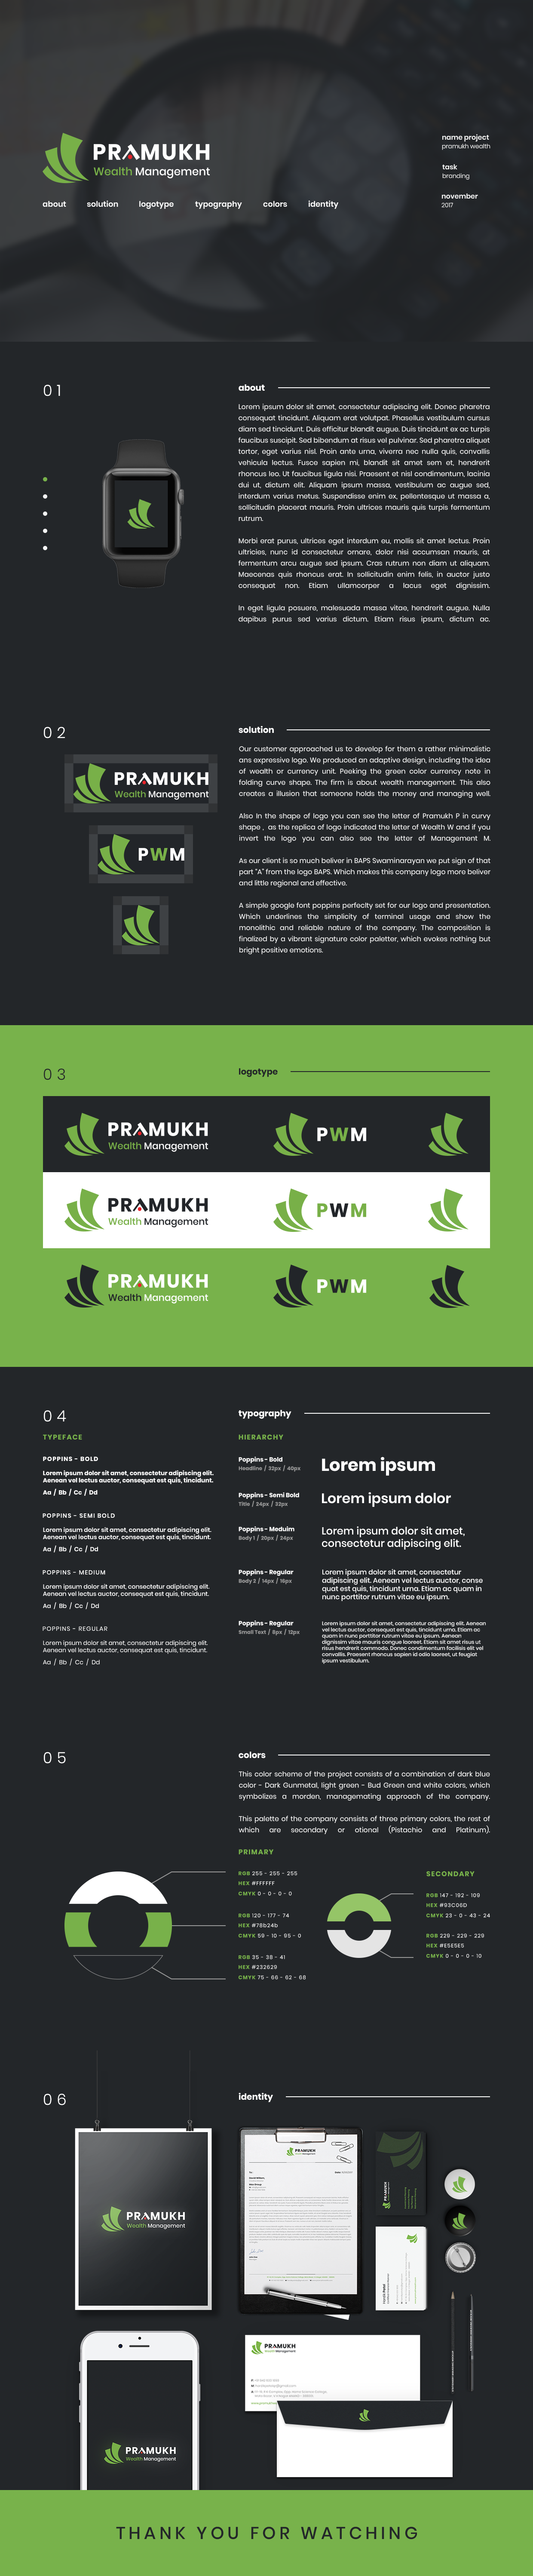 PRAMUKH
Wealth Management
about solution logotype typography colors identity
name project
pramukh wealth
task
branding
november
2017
01
about
Lorem ipsum dolor sit amet, consectetur adipiscing elit. Donec pharetra
consequat tincidunt. Aliquam erat volutpat. Phasellus vestibulum cursus
diam sed tincidunt. Duis efficitur blandit augue. Duis tincidunt ex ac turpis
faucibus suscipit. Sed bibendum at risus vel pulvinar. Sed pharetra aliquet
tortor, eget varius nisl. Proin ante urna, viverra nec nulla quis, convallis
vehicula lectus. Fusce sapien mi, blandit sit amet sem et, hendrerit
rhoncus leo. Ut faucibus ligula nisi. Praesent at nisl condimentum, lacinia
dui ut, dictum elit. Aliquam ipsum massa, vestibulum ac augue sed,
interdum varius metus. Suspendisse enim ex, pellentesque ut massa a,
sollicitudin placerat mauris. Proin ultrices mauris quis turpis fermentum
rutrum.
Morbi erat purus, ultrices eget interdum eu, mollis sit amet lectus. Proin
ultricies, nunc id consectetur ornare, dolor nisi accumsan mauris, at
fermentum arcu augue sed ipsum. Cras rutrum non diam ut aliquam.
Maecenas quis rhoncus erat. In sollicitudin enim felis, in auctor justo
consequat non. Etiam ullamcorper a lacus eget dignissim.
In eget ligula posuere, malesuada massa vitae, hendrerit augue. Nulla
dapibus purus sed varius dictum. Etiam risus ipsum, dictum ac.
02
solution
PRAMUKH
Wealth Management
PWM
Our customer approached us to develop for them a rather minimalistic
ans expressive logo. We produced an adaptive design, including the idea
of wealth or currency unit. Peeking the green color currency note in
folding curve shape. The firm is about the wealth management. This also
creates a illusion that someone holds the money and managing well.
Also In the shape of logo you can see the letter of Pramukh P in curvy
shape , as the replica of logo indicated the letter of Wealth W and if you
invert the logo you can also see the letter of Management M.
As our client is so much beliver in BAPS Swaminarayan we put sign of that
part "A" from the logo BAPS. Which makes this company logo more beliver
and little regional and effective.
A simple google font poppins perfeclty set for our logo and presentation.
Which underlines the simplicity of terminal usage and show the
monolithic and reliable nature of the company. The composition is
finalized by a vibrant signature color paletter, which evokes nothing but
bright positive emotions.
03
logotype
PRAMUKH
Wealth Management
PWM
PRAMUKH
Wealth Management
PWM
PRAMUKH
Wealth Management
PWM
04
typography
TYPEFACE
POPPINS - BOLD
Lorem ipsum dolor sit amet, consectetur adipiscing elit.
Aenean vel lectus auctor, consequat est quis, tincidunt.
Aa / Bb / Cc / Dd
POPPINS - SEMI BOLD
Lorem ipsum dolor sit amet, consectetur adipiscing elit.
Aenean vel lectus auctor, consequat est quis, tincidunt.
Aa / Bb / Cc / Dd
POPPINS - MEDIUM
Lorem ipsum dolor sit amet, consectetur adipiscing elit.
Aenean vel lectus auctor, consequat est quis, tincidunt.
Aa / Bb / Cc / Dd
POPPINS - REGULAR
Lorem ipsum dolor sit amet, consectetur adipiscing elit.
Aenean vel lectus auctor, consequat est quis, tincidunt.
Aa / Bb / Cc / Dd
HIERARCHY
Poppins - Bold
Headline / 32px / 40px
Lorem ipsum
Poppins - Semi Bold
Title / 24px / 32px
Lorem ipsum dolor
Poppins - Meduim
Body 1 / 20px / 24px
Lorem ipsum dolor sit amet,
consectetur adipiscing elit.
Poppins - Regular
Body 2 / 14px / 16px
Lorem ipsum dolor sit amet, consectetur
adipiscing elit. Aenean vel lectus auctor, conse
quat est quis, tincidunt urna. Etiam ac quam in
nunc porttitor rutrum vitae eu ipsum.
Poppins - Regular
Small Text / 8px / 12px
Lorem ipsum dolor sit amet, consectetur adipiscing elit. Aenean
vel lectus auctor, consequat est quis, tincidunt urna. Etiam ac
quam in nunc porttitor rutrum vitae eu ipsum. Aenean
dignissim vitae mauris congue laoreet. Etiam sit amet risus ut
risus hendrerit commodo. Donec condimentum facilisis elit vel
convallis. Praesent rhoncus sapien id odio laoreet, ut feugiat
ipsum vestibulum.
05
colors
This color scheme of the project consists of a combination of dark blue
color - Dark Gunmetal, light green - Bud Green and white colors, which
symbolizes a morden, managemating approach of the company.
This palette of the company consists of three primary colors, the rest of
which are secondary or otional (Pistachio and Platinum).
PRIMARY
RGB 255 - 255 - 255
HEX #FFFFFF
CMYK 0 - 0 - 0 - 0
RGB 120 - 177 - 74
HEX #78b24b
CMYK 59 - 10 - 95 - 0
RGB 35 - 38 - 41
HEX #232629
CMYK 75 - 66 - 62 - 68
SECONDARY
RGB 147 - 192 - 109
HEX #93C06D
CMYK 23 - 0 - 43 - 24
RGB 229 - 229 - 229
HEX #E5E5E5
CMYK 0 - 0 - 0 - 10
06
identity
PRAMUKH
Wealth Management
PRAMUKH
Wealth Management
PRAMUKH
PRAMUKH
Wealth Management
PRAMUKH
Wealth Management
THANK YOU FOR WATCHING